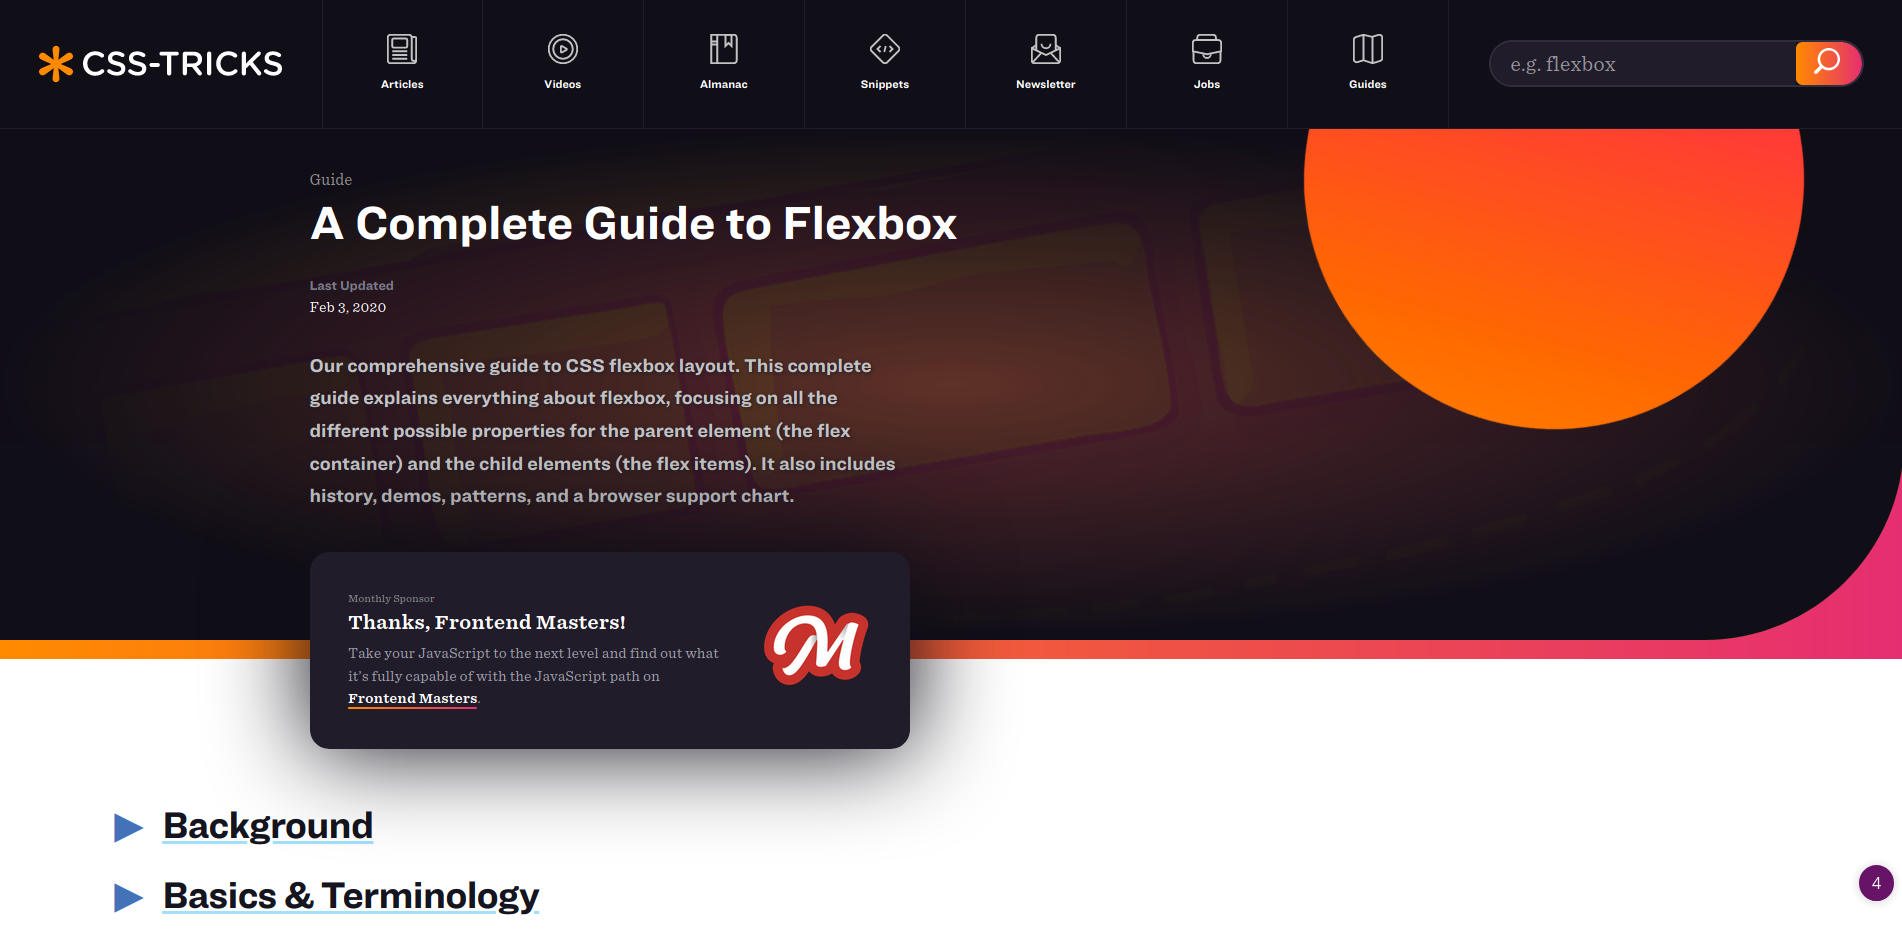 CSS-TRICKS
Articles
Videos
Almanac
Snippets
Newsletter
Jobs
Guides
e.g. flexbox
Guide
A Complete Guide to Flexbox
Last Updated
Feb 3, 2020
Our comprehensive guide to CSS flexbox layout. This complete
guide explains everything about flexbox, focusing on all the
different possible properties for the parent element (the flex
container) and the child elements (the flex items). It also includes
history, demos, patterns, and a browser support chart.
Monthly Sponsor
Thanks, Frontend Masters!
Take your JavaScript to the next level and find out what
it's fully capable of with the JavaScript path on
Frontend Masters.
M
Background
Basics & Terminology
4